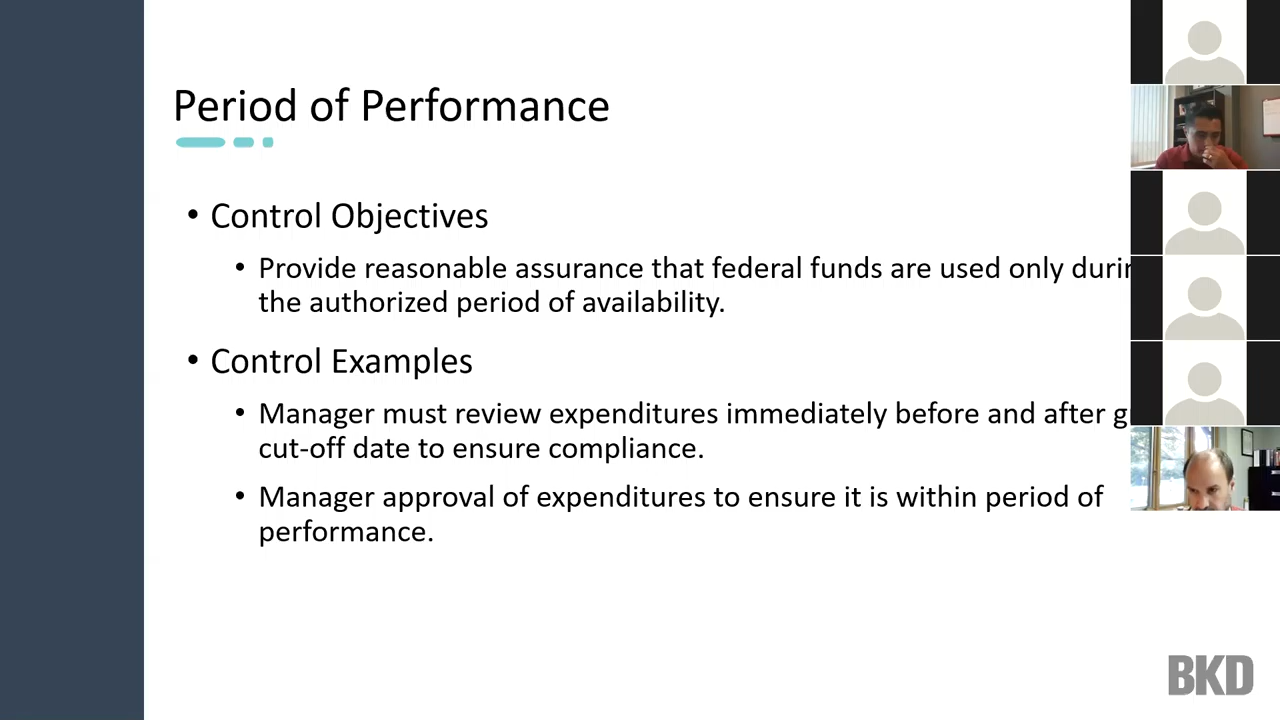 Period of Performance
• Control Objectives
• Provide reasonable assurance that federal funds are used only
the authorized period of availability.
• Control Examples
• Manager must review expenditures immediately before and after
cut-off date to ensure compliance.
• Manager approval of expenditures to ensure it is within period of
performance.
BKD